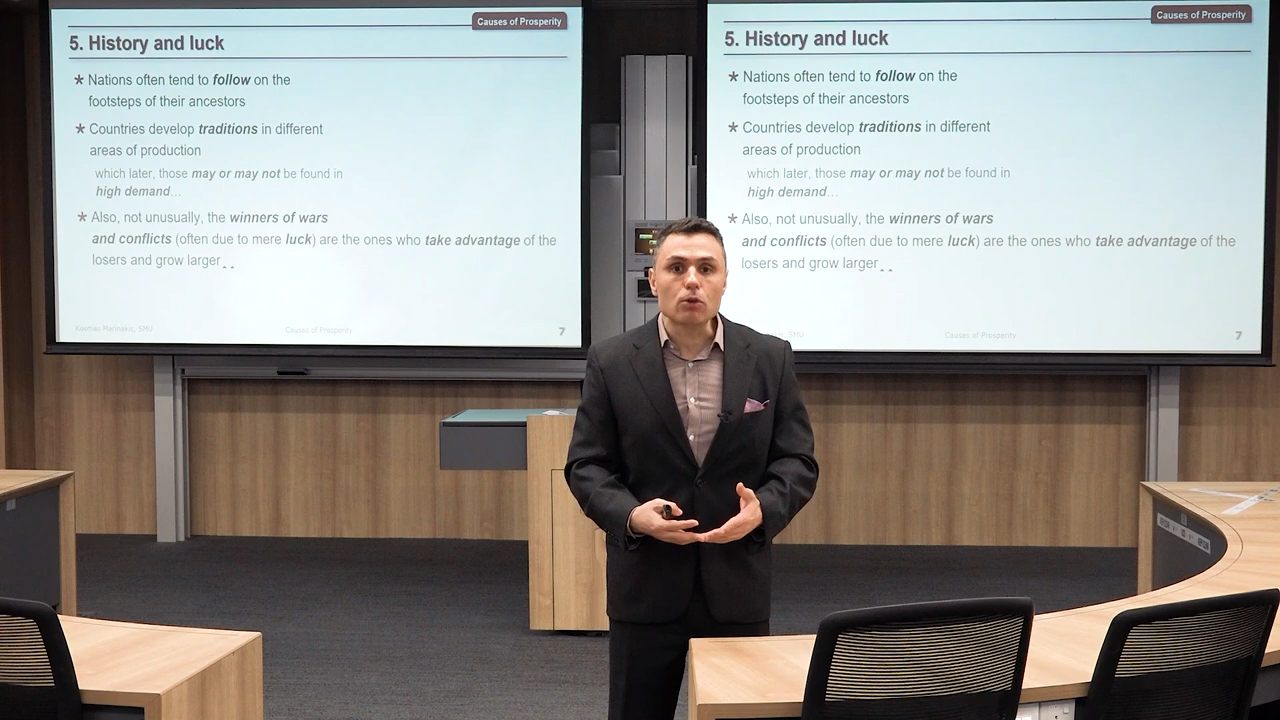 Causes of Prosperity
5. History and luck
* Nations often tend to follow on the
footsteps of their ancestors
* Countries develop traditions in different
areas of production
which later, those may or may not be found in
high demand...
* Also, not unusually, the winners of wars
and conflicts (often due to mere luck) are the ones who take advantage of the
losers and grow larger
Kosmas Marinakis, SMU
Causes of Prosperity
7
Causes of Prosperity
5. History and luck
* Nations often tend to follow on the
footsteps of their ancestors
* Countries develop traditions in different
areas of production
which later, those may or may not be found in
high demand...
* Also, not unusually, the winners of wars
and conflicts (often due to mere luck) are the ones who take advantage of the
losers and grow larger
SMU
Causes of Prosperity
7